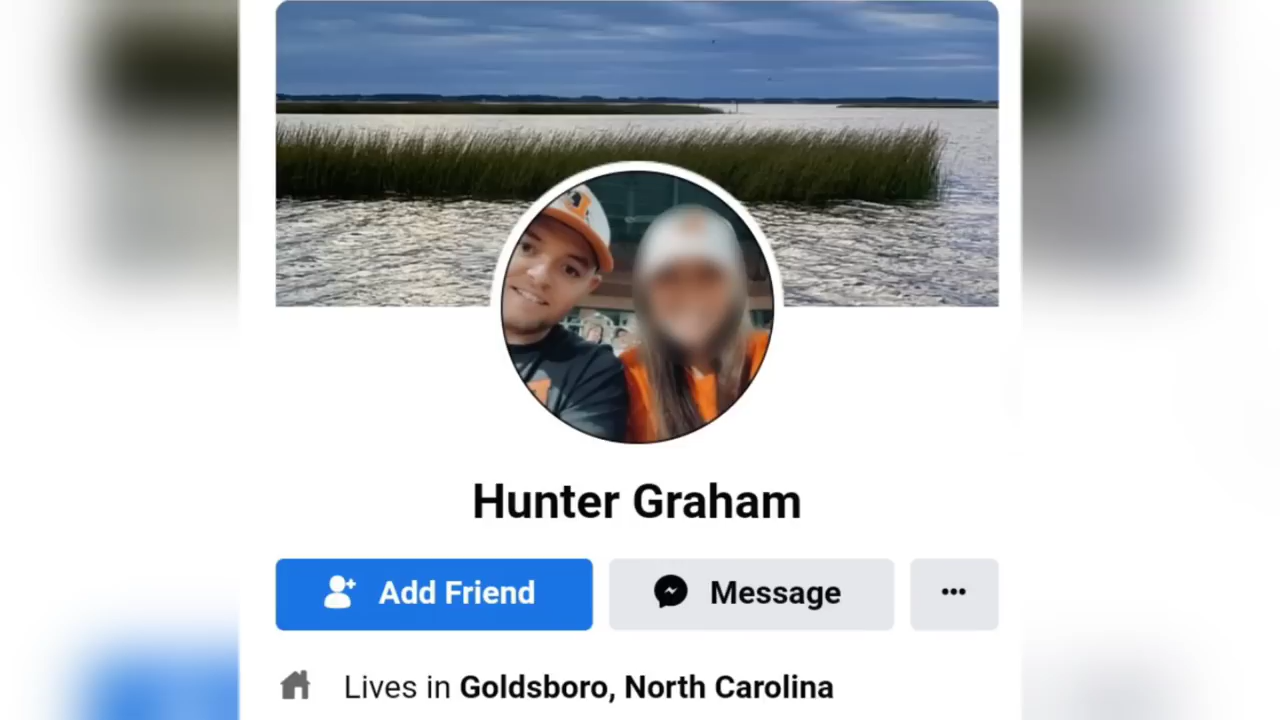 Hunter Graham
Add Friend
Message
Lives in Goldsboro, North Carolina